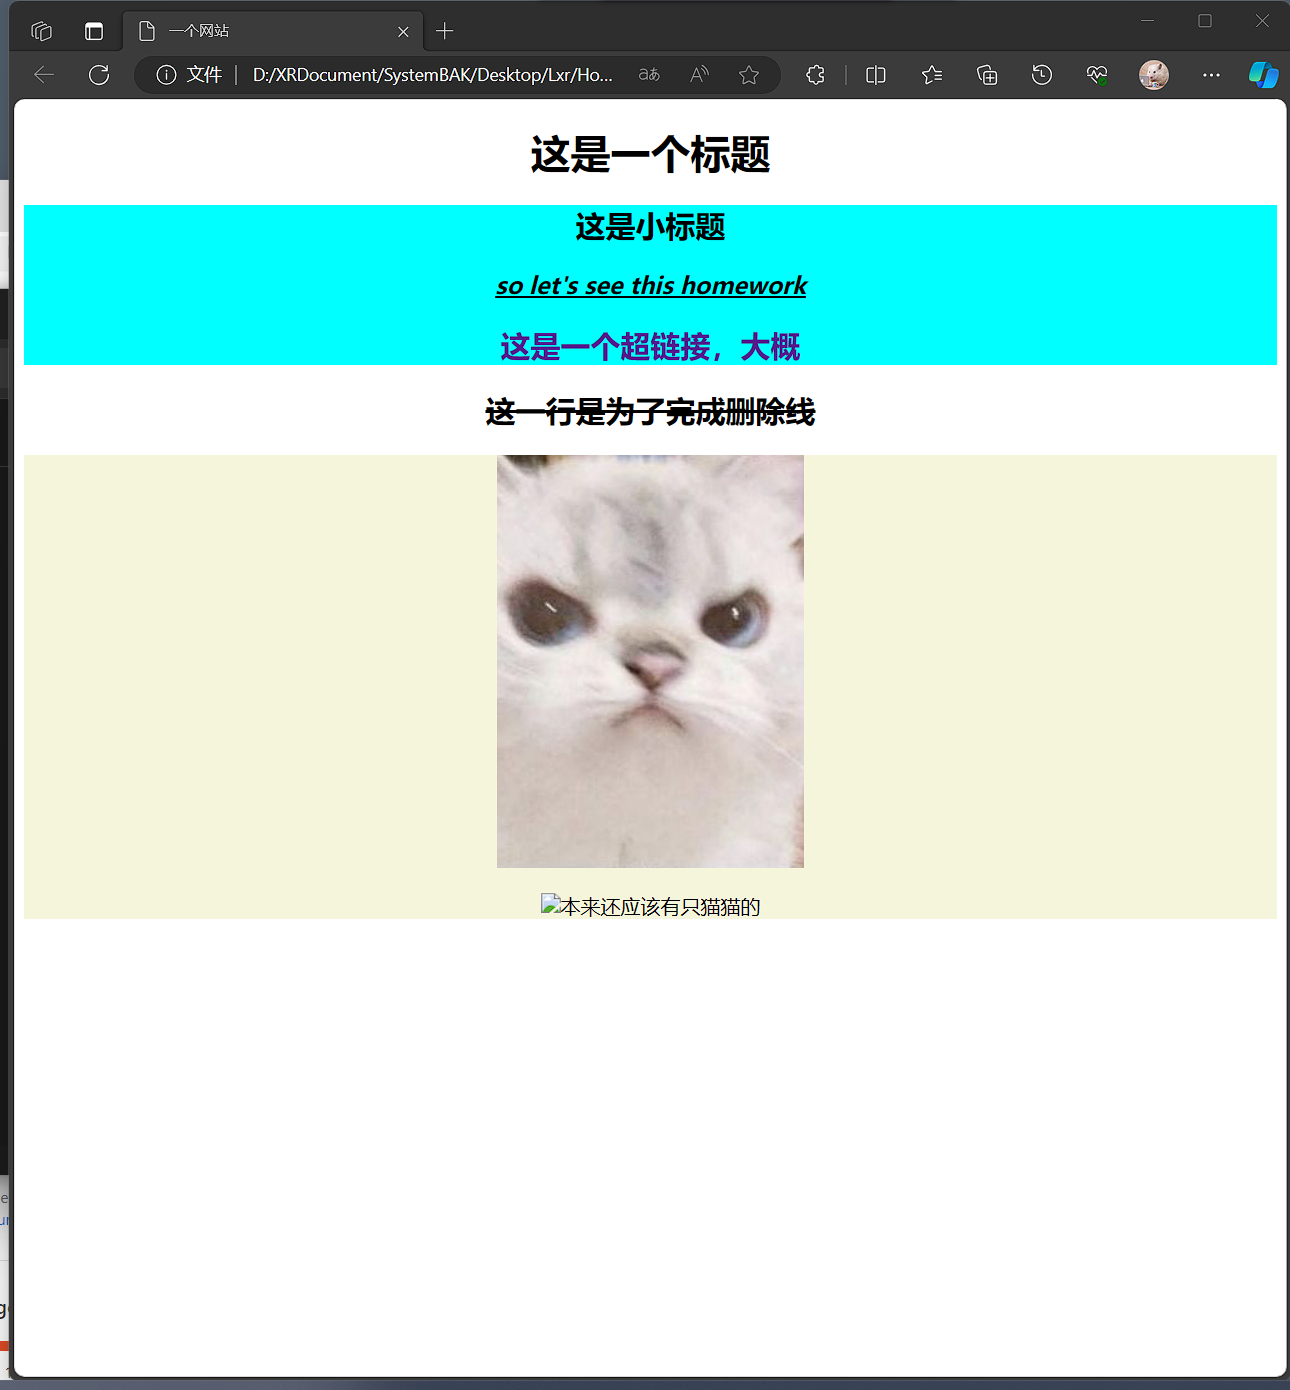 一个网站
文件
D:/XRDocument/SystemBAK/Desktop/Lxr/Ho...
这是一个标题
这是小标题
so let's see this homework
这是一个超链接，大概
这一行是为了完成删除线
本来还应该有只猫猫的